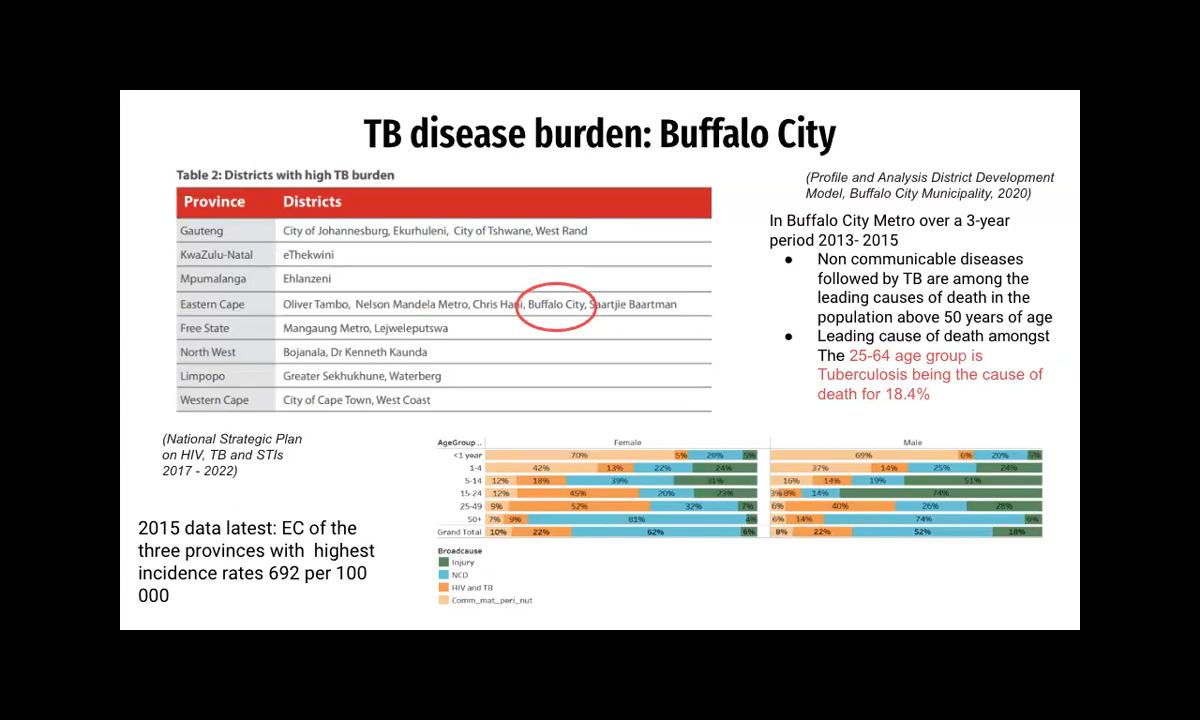 TB disease burden: Buffalo City
Table 2: Districts with high TB burden
Province Districts
Gauteng City of Johannesburg, Ekurhuleni, City of Tshwane, West Rand
KwaZulu-Natal eThekwini
Mpumalanga Ehlanzeni
Eastern Cape Oliver Tambo, Nelson Mandela Metro, Chris Hani, Buffalo City, Saartjie Baartman
Free State Mangaung Metro, Lejweleputswa
North West Bojanala, Dr Kenneth Kaunda
Limpopo Greater Sekhukhune, Waterberg
Western Cape City of Cape Town, West Coast
(Profile and Analysis District Development
Model, Buffalo City Municipality, 2020)
In Buffalo City Metro over a 3-year
period 2013- 2015
● Non communicable diseases
followed by TB are among the
leading causes of death in the
population above 50 years of age
● Leading cause of death amongst
The 25-64 age group is
Tuberculosis being the cause of
death for 18.4%
(National Strategic Plan
on HIV, TB and STIs
2017 - 2022)
2015 data latest: EC of the
three provinces with highest
incidence rates 692 per 100
000
AgeGroup .. Female Male
<1 year 70% 5% 20% 5% 69% 6% 20% 5%
1-4 42% 13% 22% 24% 37% 14% 25% 24%
5-14 12% 18% 39% 31% 16% 14% 19% 51%
15-24 12% 45% 20% 23% 3% 8% 14% 74%
25-49 9% 52% 32% 7% 6% 40% 26% 28%
50+ 7% 9% 81% 4% 6% 14% 74% 6%
Grand Total 10% 22% 62% 6% 8% 22% 52% 18%
Broadcause
Injury
NCD
HIV and TB
Comm_mat_peri_nut